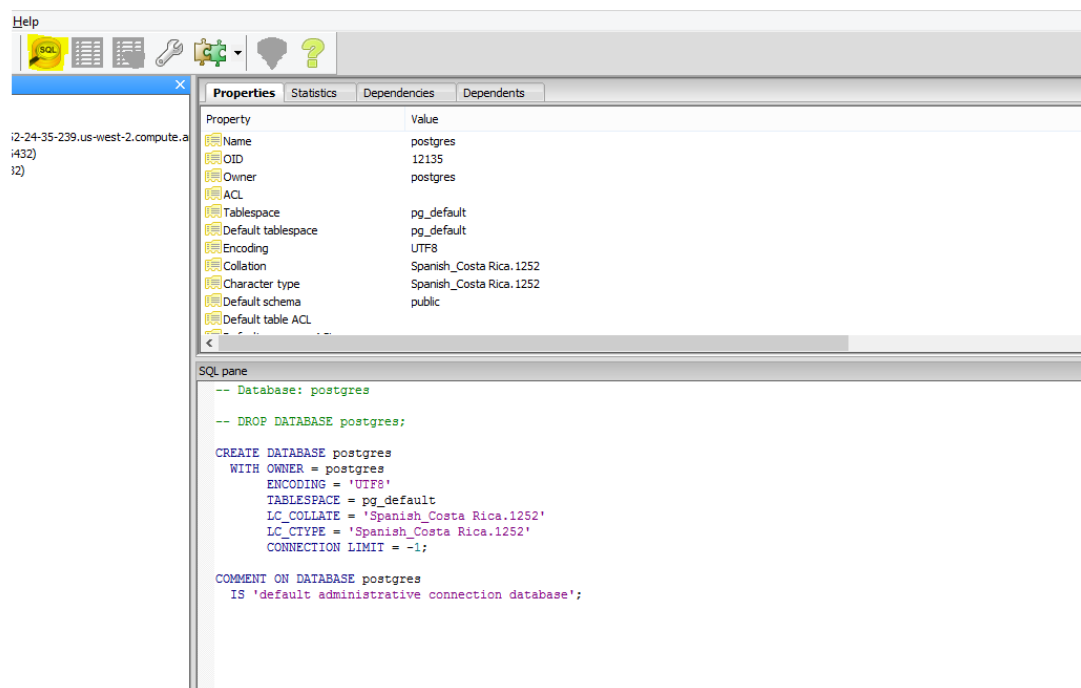 Help
SQL
52-24-35-239.us-west-2.compute.a
5432)
32)
Properties Statistics Dependencies Dependents
Property Value
Name postgres
OID 12135
Owner postgres
ACL
Tablespace pg_default
Default tablespace pg_default
Encoding UTF8
Collation Spanish_Costa Rica.1252
Character type Spanish_Costa Rica.1252
Default schema public
Default table ACL
SQL pane
-- Database: postgres
-- DROP DATABASE postgres;
CREATE DATABASE postgres
WITH OWNER = postgres
ENCODING = 'UTF8'
TABLESPACE = pg_default
LC_COLLATE = 'Spanish_Costa Rica.1252'
LC_CTYPE = 'Spanish_Costa Rica.1252'
CONNECTION LIMIT = -1;
COMMENT ON DATABASE postgres
IS 'default administrative connection database';